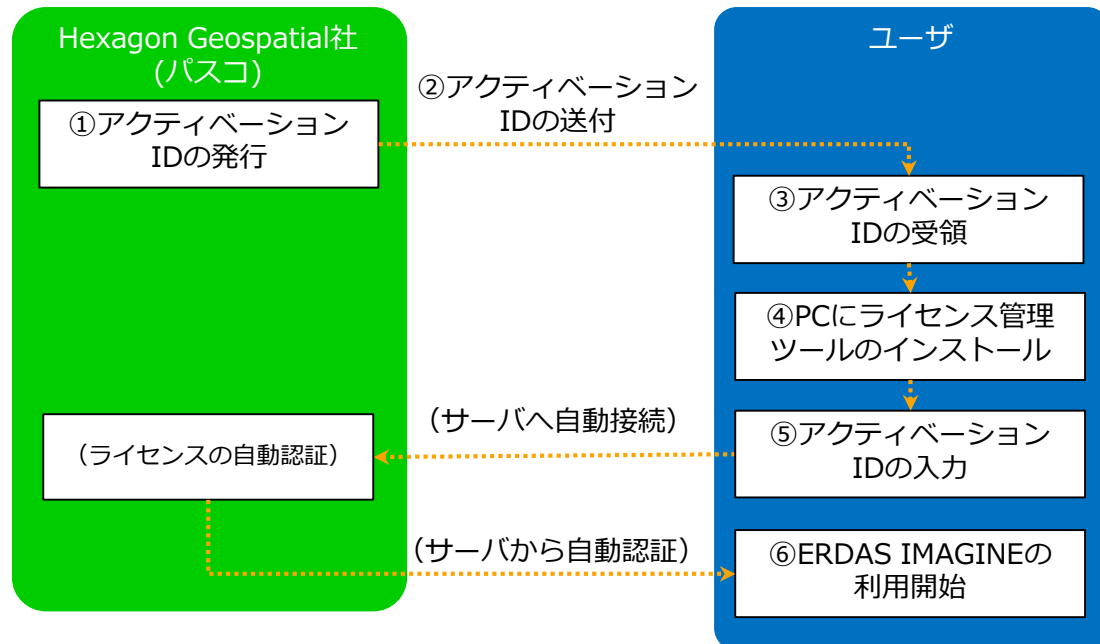 Hexagon Geospatial社
(パスコ)
ユーザ
①アクティベーション
IDの発行
②アクティベーション
IDの送付
③アクティベーション
IDの受領
④PCにライセンス管理
ツールのインストール
⑤アクティベーション
IDの入力
（サーバへ自動接続）
（ライセンスの自動認証）
（サーバから自動認証）
⑥ERDAS IMAGINEの
利用開始